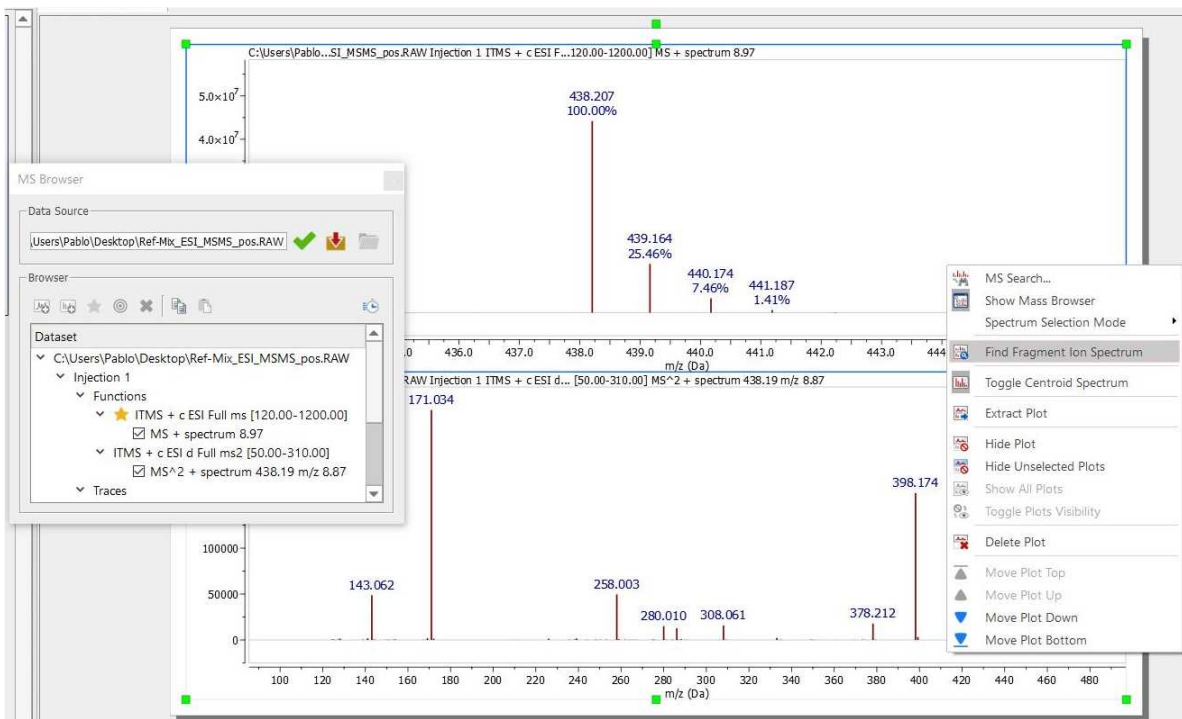 C:\Users\Pablo...SI_MSMS_pos.RAW Injection 1 ITMS + c ESI F...120.00-1200.00] MS + spectrum 8.97
5.0×10⁷
438.207
100.00%
4.0×10⁷
439.164
25.46%
440.174
7.46%
441.187
1.41%
.0 436.0 437.0 438.0 439.0 440.0 441.0 442.0 443.0 444
m/z (Da)
MS Browser
Data Source
\Users\Pablo\Desktop\Ref-Mix_ESI_MSMS_pos.RAW
Browser
Dataset
C:\Users\Pablo\Desktop\Ref-Mix_ESI_MSMS_pos.RAW
Injection 1
Functions
ITMS + c ESI Full ms [120.00-1200.00]
MS + spectrum 8.97
ITMS + c ESI d Full ms2 [50.00-310.00]
MS^2 + spectrum 438.19 m/z 8.87
Traces
RAW Injection 1 ITMS + c ESI d... [50.00-310.00] MS^2 + spectrum 438.19 m/z 8.87
171.034
398.174
100000
143.062
258.003
50000
280.010
308.061
378.212
0
100 120 140 160 180 200 220 240 260 280 300 320 340 360 380 400 420 440 460 480
m/z (Da)
MS Search...
Show Mass Browser
Spectrum Selection Mode
Find Fragment Ion Spectrum
Toggle Centroid Spectrum
Extract Plot
Hide Plot
Hide Unselected Plots
Show All Plots
Toggle Plots Visibility
Delete Plot
Move Plot Top
Move Plot Up
Move Plot Down
Move Plot Bottom